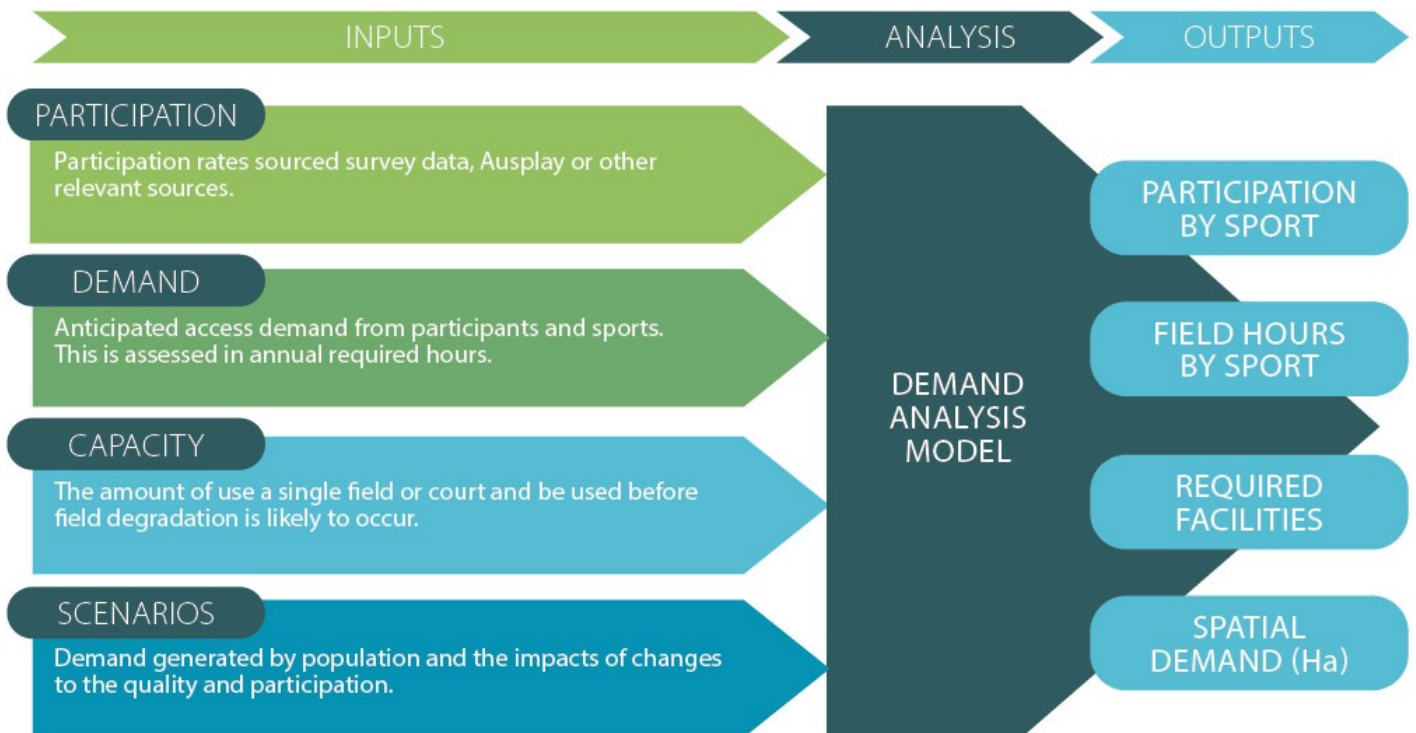 INPUTS
ANALYSIS
OUTPUTS
PARTICIPATION
Participation rates sourced survey data, Ausplay or other
relevant sources.
DEMAND
Anticipated access demand from participants and sports.
This is assessed in annual required hours.
CAPACITY
The amount of use a single field or court and be used before
field degradation is likely to occur.
SCENARIOS
Demand generated by population and the impacts of changes
to the quality and participation.
DEMAND
ANALYSIS
MODEL
PARTICIPATION
BY SPORT
FIELD HOURS
BY SPORT
REQUIRED
FACILITIES
SPATIAL
DEMAND (Ha)